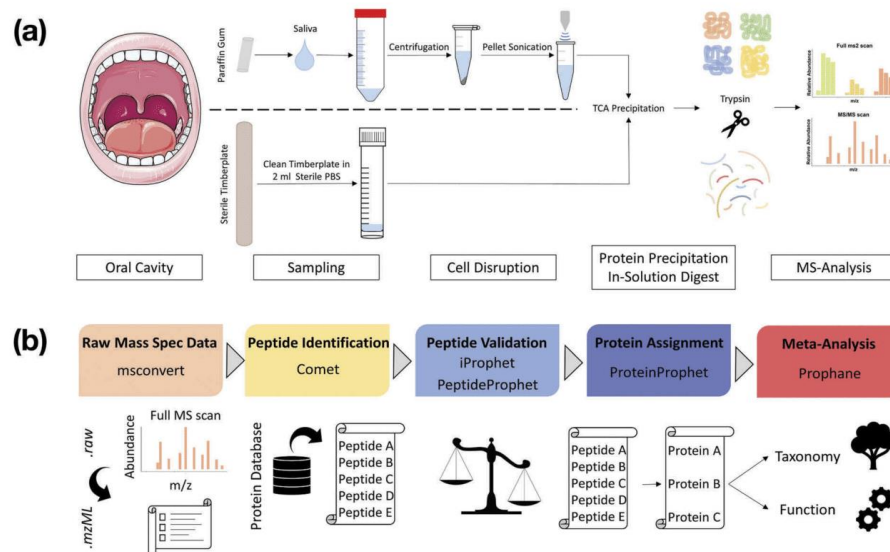 (a)
Paraffin Gum
Saliva
Centrifugation
Pellet Sonication
TCA Precipitation
Trypsin
Full ms2 scan
Relative Abundance
m/z
MS/MS scan
Relative Abundance
m/z
Sterile Timberplate
Clean Timberplate in
2 ml Sterile PBS
Oral Cavity
Sampling
Cell Disruption
Protein Precipitation
In-Solution Digest
MS-Analysis
(b)
Raw Mass Spec Data
msconvert
Peptide Identification
Comet
Peptide Validation
iProphet
PeptideProphet
Protein Assignment
ProteinProphet
Meta-Analysis
Prophane
.raw
.mzML
Full MS scan
Abundance
m/z
Protein Database
Peptide A
Peptide B
Peptide C
Peptide D
Peptide E
Peptide A
Peptide B
Peptide C
Peptide D
Peptide E
Protein A
Protein B
Protein C
Taxonomy
Function